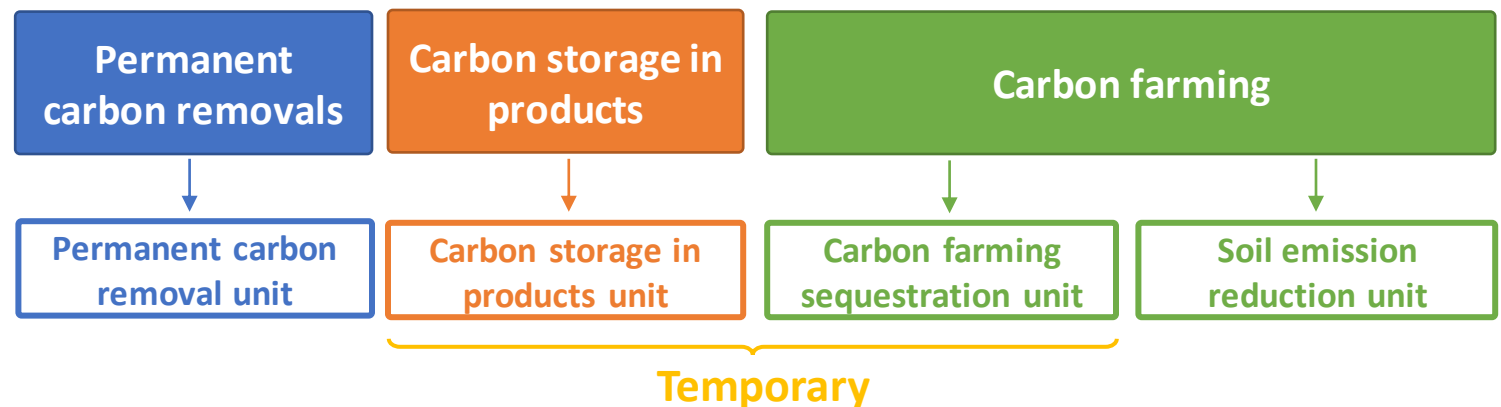 Permanent
carbon removals
Carbon storage in
products
Carbon farming
Permanent carbon
removal unit
Carbon storage in
products unit
Carbon farming
sequestration unit
Soil emission
reduction unit
Temporary